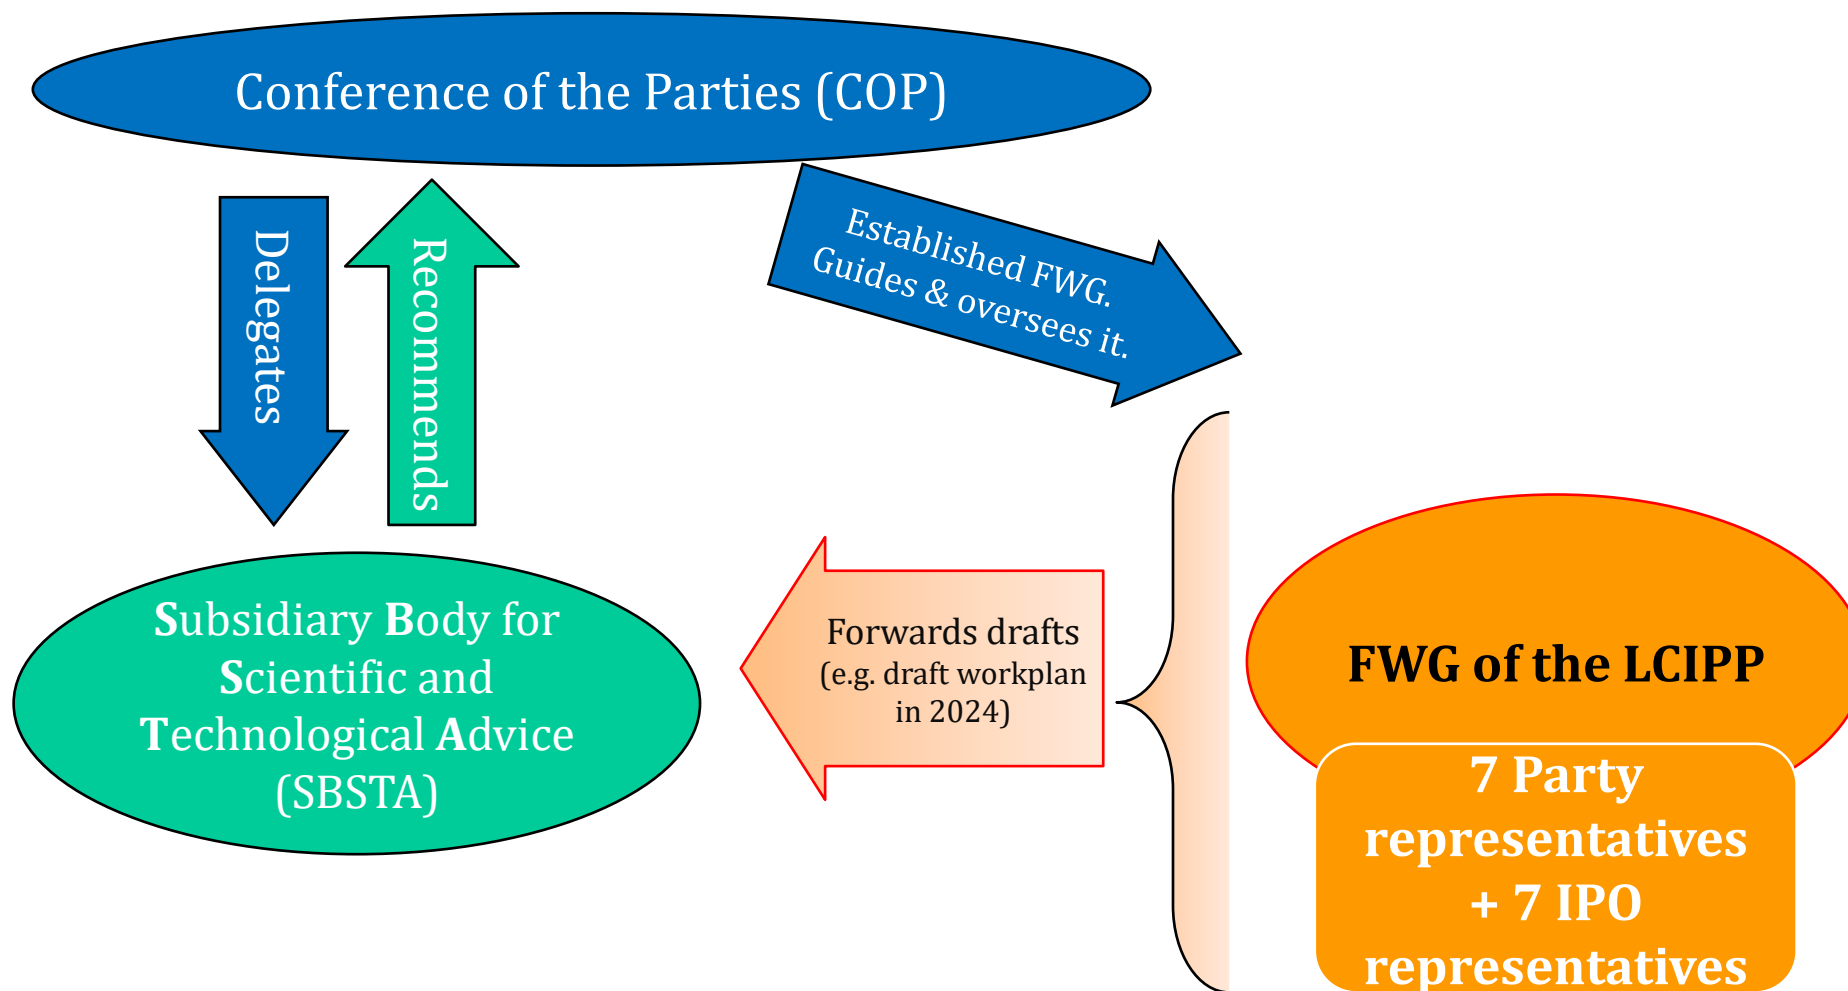 Conference of the Parties (COP)
Delegates
Recommends
Established FWG.
Guides & oversees it.
Subsidiary Body for
Scientific and
Technological Advice
(SBSTA)
Forwards drafts
(e.g. draft workplan
in 2024)
FWG of the LCIPP
7 Party
representatives
+ 7 IPO
representatives